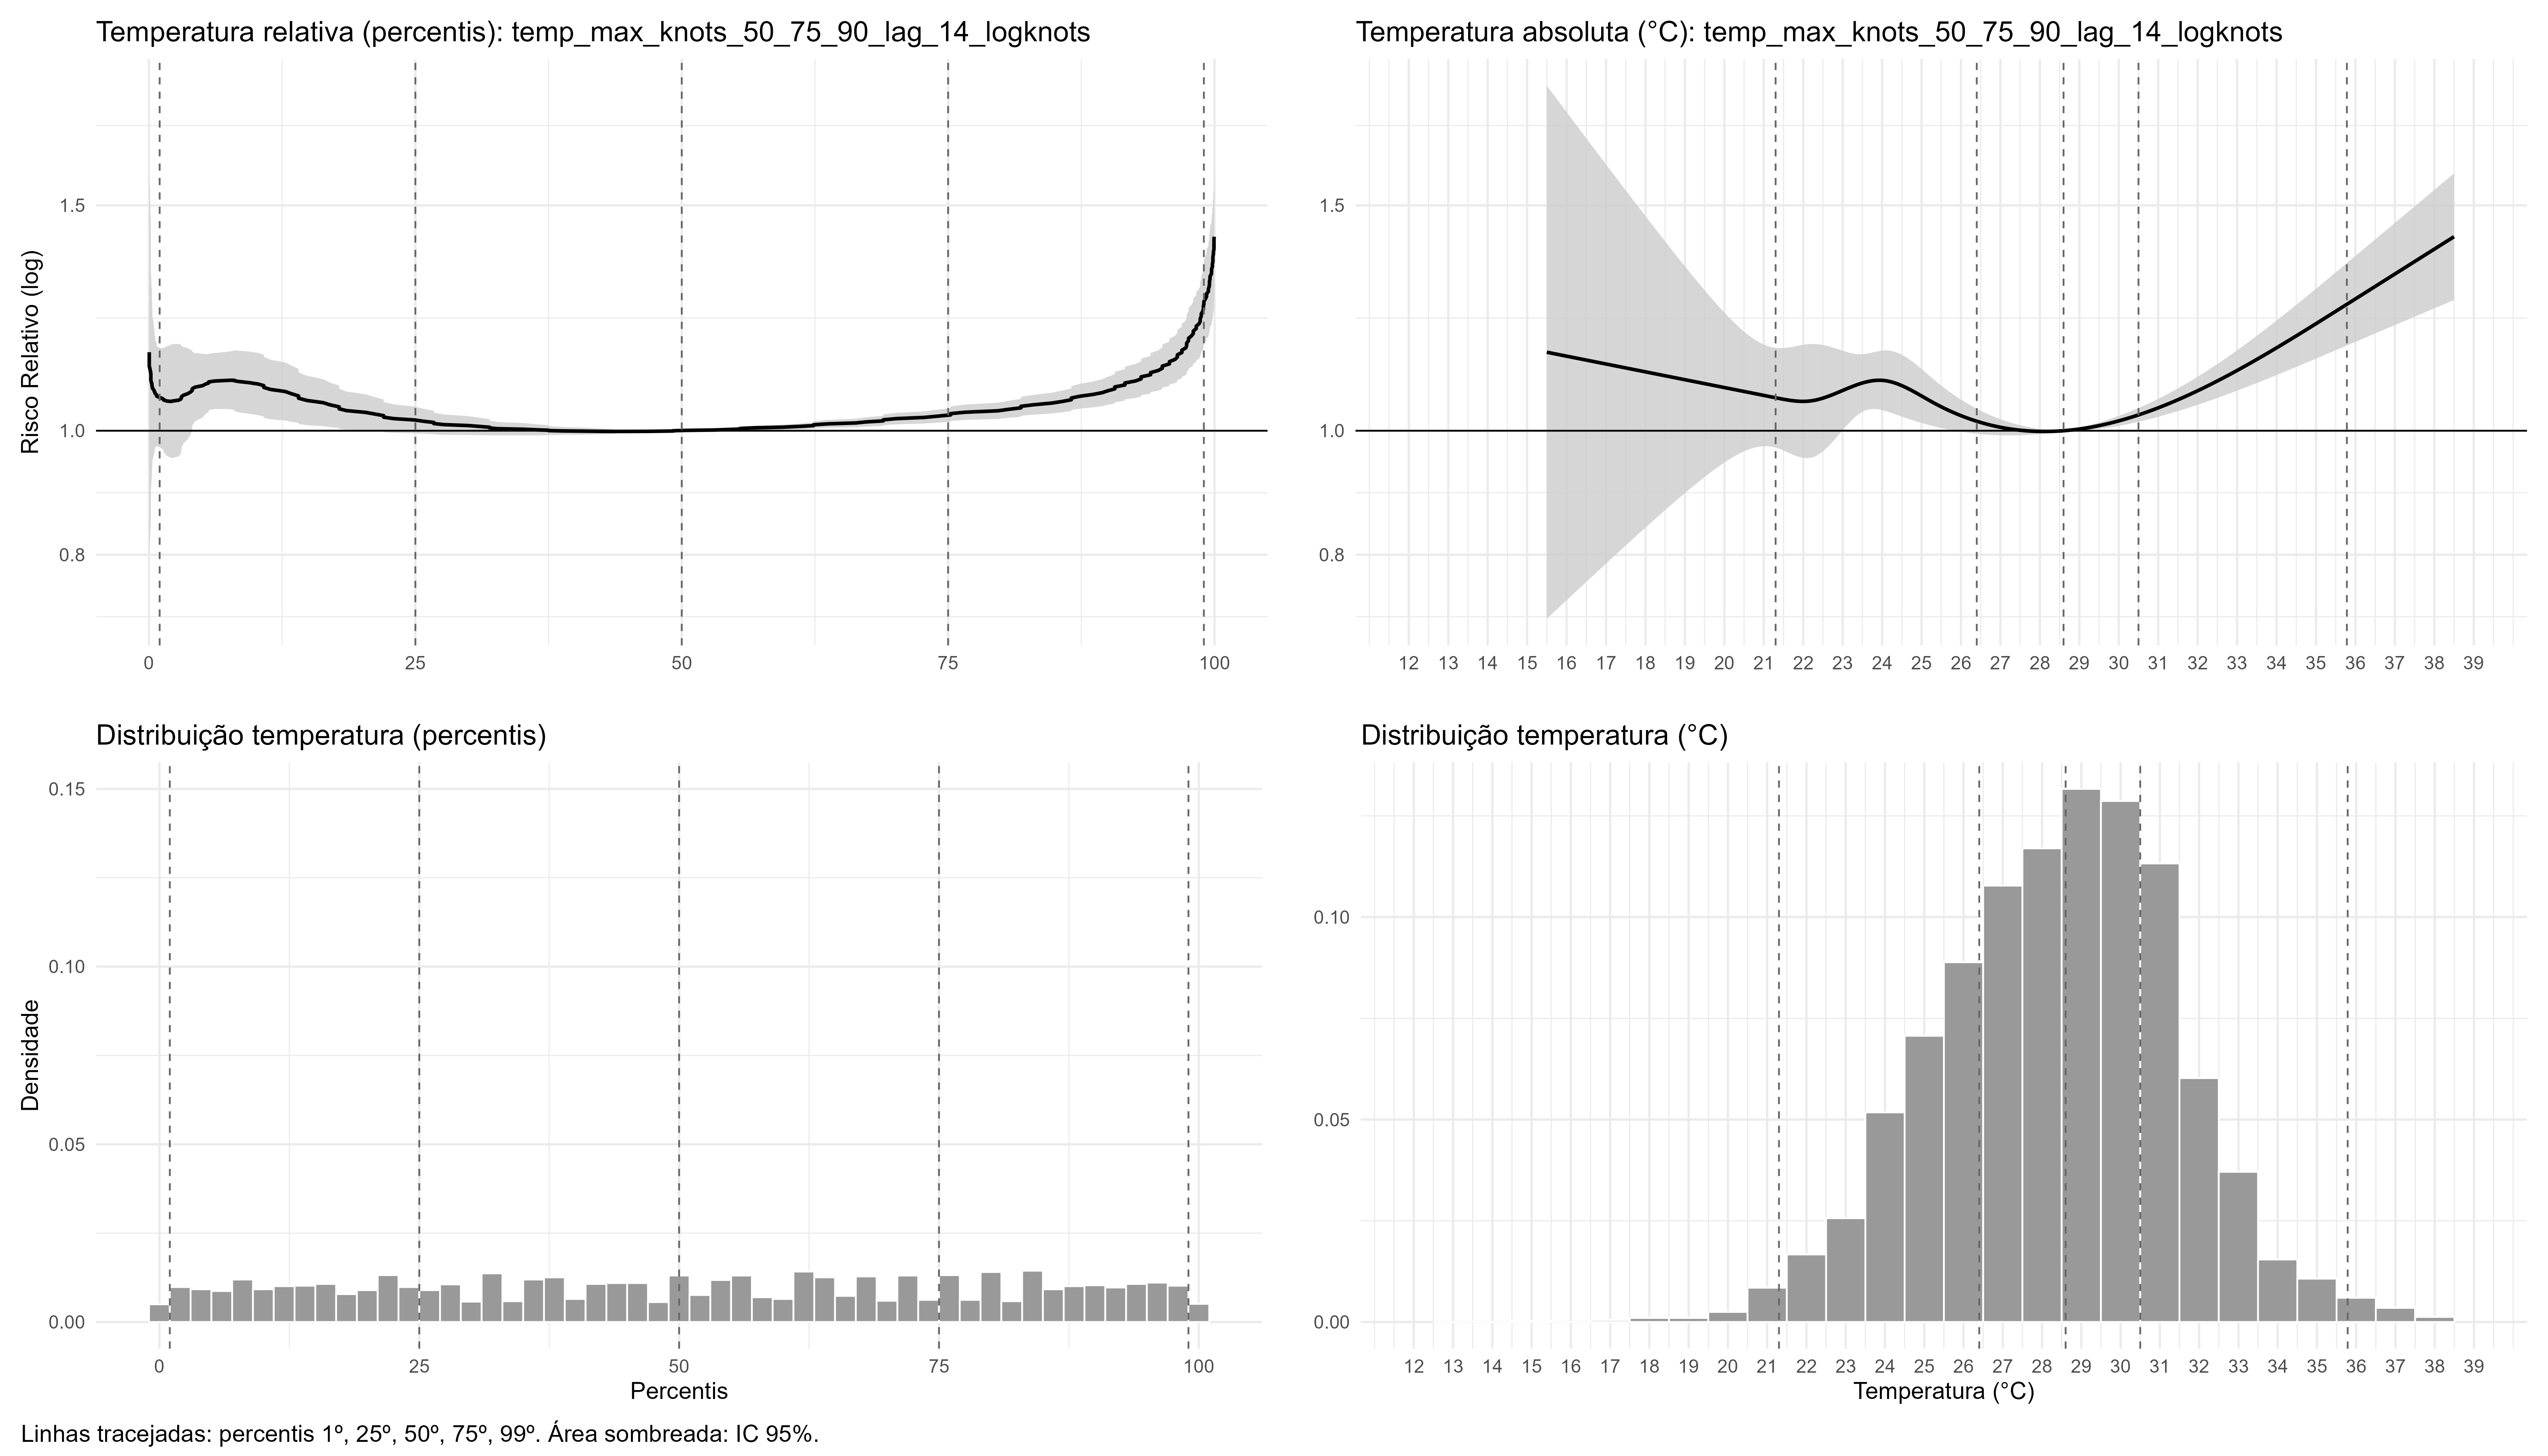 Temperatura relativa (percentis): temp_max_knots_50_75_90_lag_14_logknots
Risco Relativo (log)
1.5
1.0
0.8
0 25 50 75 100
Temperatura absoluta (°C): temp_max_knots_50_75_90_lag_14_logknots
1.5
1.0
0.8
12 13 14 15 16 17 18 19 20 21 22 23 24 25 26 27 28 29 30 31 32 33 34 35 36 37 38 39
Distribuição temperatura (percentis)
Densidade
0.15
0.10
0.05
0.00
0 25 50 75 100
Percentis
Distribuição temperatura (°C)
0.10
0.05
0.00
12 13 14 15 16 17 18 19 20 21 22 23 24 25 26 27 28 29 30 31 32 33 34 35 36 37 38 39
Temperatura (°C)
Linhas tracejadas: percentis 1º, 25º, 50º, 75º, 99º. Área sombreada: IC 95%.